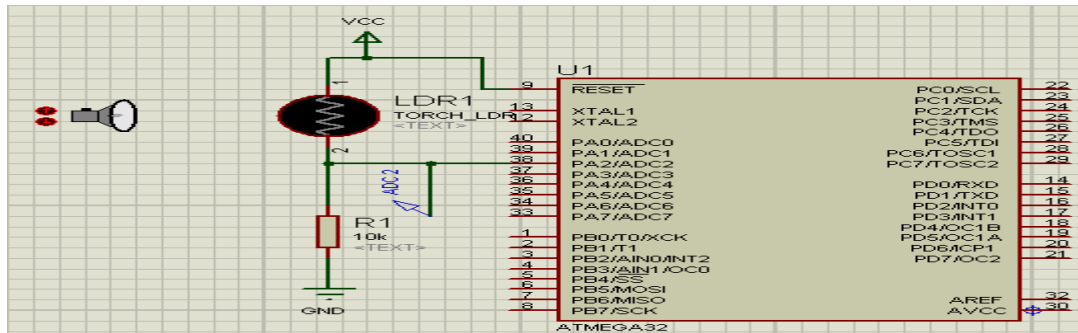 VCC
1
LDR1
TORCH_LDR
<TEXT>
2
ADC2
R1
10k
<TEXT>
GND
U1
9 RESET
13 XTAL1
12 XTAL2
40 PA0/ADC0
39 PA1/ADC1
38 PA2/ADC2
37 PA3/ADC3
36 PA4/ADC4
35 PA5/ADC5
34 PA6/ADC6
33 PA7/ADC7
1 PB0/T0/XCK
2 PB1/T1
3 PB2/AIN0/INT2
4 PB3/AIN1/OC0
5 PB4/SS
6 PB5/MOSI
7 PB6/MISO
8 PB7/SCK
PC0/SCL 22
PC1/SDA 23
PC2/TCK 24
PC3/TMS 25
PC4/TDO 26
PC5/TDI 27
PC6/TOSC1 28
PC7/TOSC2 29
PD0/RXD 14
PD1/TXD 15
PD2/INT0 16
PD3/INT1 17
PD4/OC1B 18
PD5/OC1A 19
PD6/ICP1 20
PD7/OC2 21
AREF 32
AVCC 30
ATMEGA32